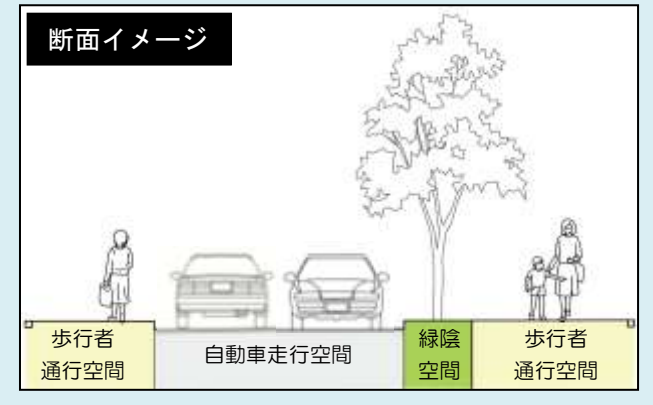 断面イメージ
歩行者
通行空間
自動車走行空間
緑陰
空間
歩行者
通行空間